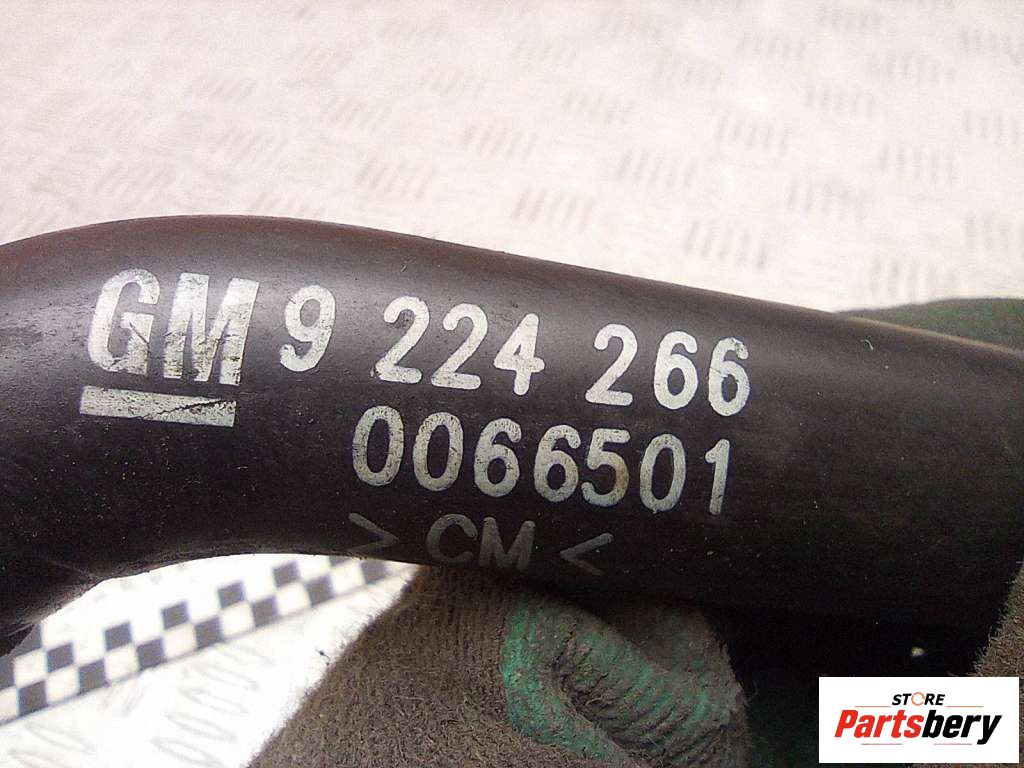 GM 9 224 266
0066501
> CM <
STORE
Partsbery